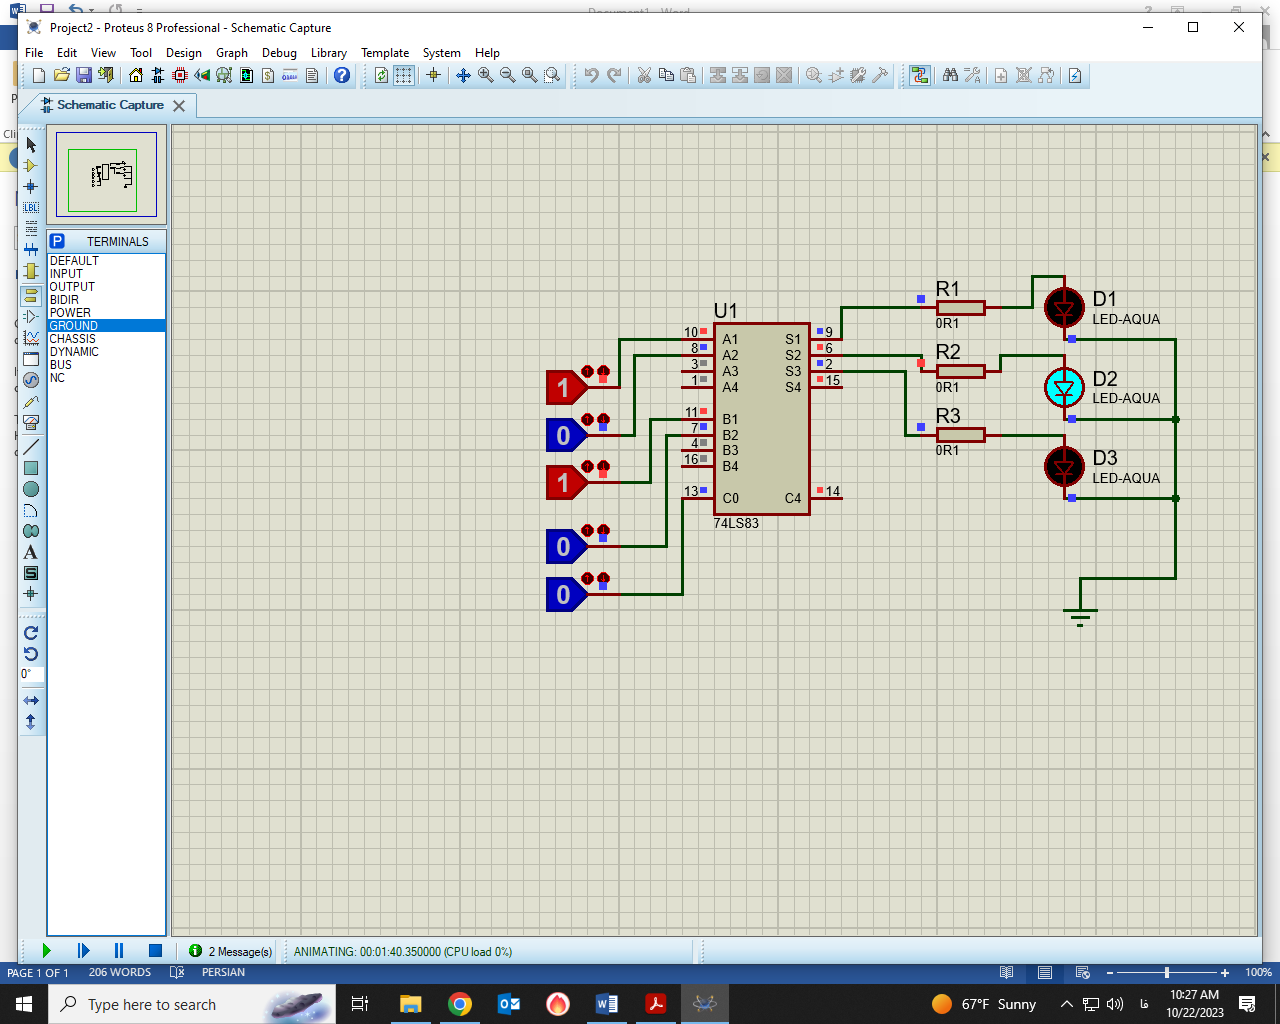 Document1 - Word
Project2 - Proteus 8 Professional - Schematic Capture
File Edit View Tool Design Graph Debug Library Template System Help
Schematic Capture
P TERMINALS
DEFAULT
INPUT
OUTPUT
BIDIR
POWER
GROUND
CHASSIS
DYNAMIC
BUS
NC
LBL
A
S
0°
U1
10 A1 S1 9
8 A2 S2 6
3 A3 S3 2
1 A4 S4 15
11 B1
7 B2
4 B3
16 B4
13 C0 C4 14
74LS83
1
0
1
0
0
R1
0R1
R2
0R1
R3
0R1
D1
LED-AQUA
D2
LED-AQUA
D3
LED-AQUA
2 Message(s)
ANIMATING: 00:01:40.350000 (CPU load 0%)
PAGE 1 OF 1 206 WORDS PERSIAN 100%
Type here to search
67°F Sunny
فا
10:27 AM
10/22/2023